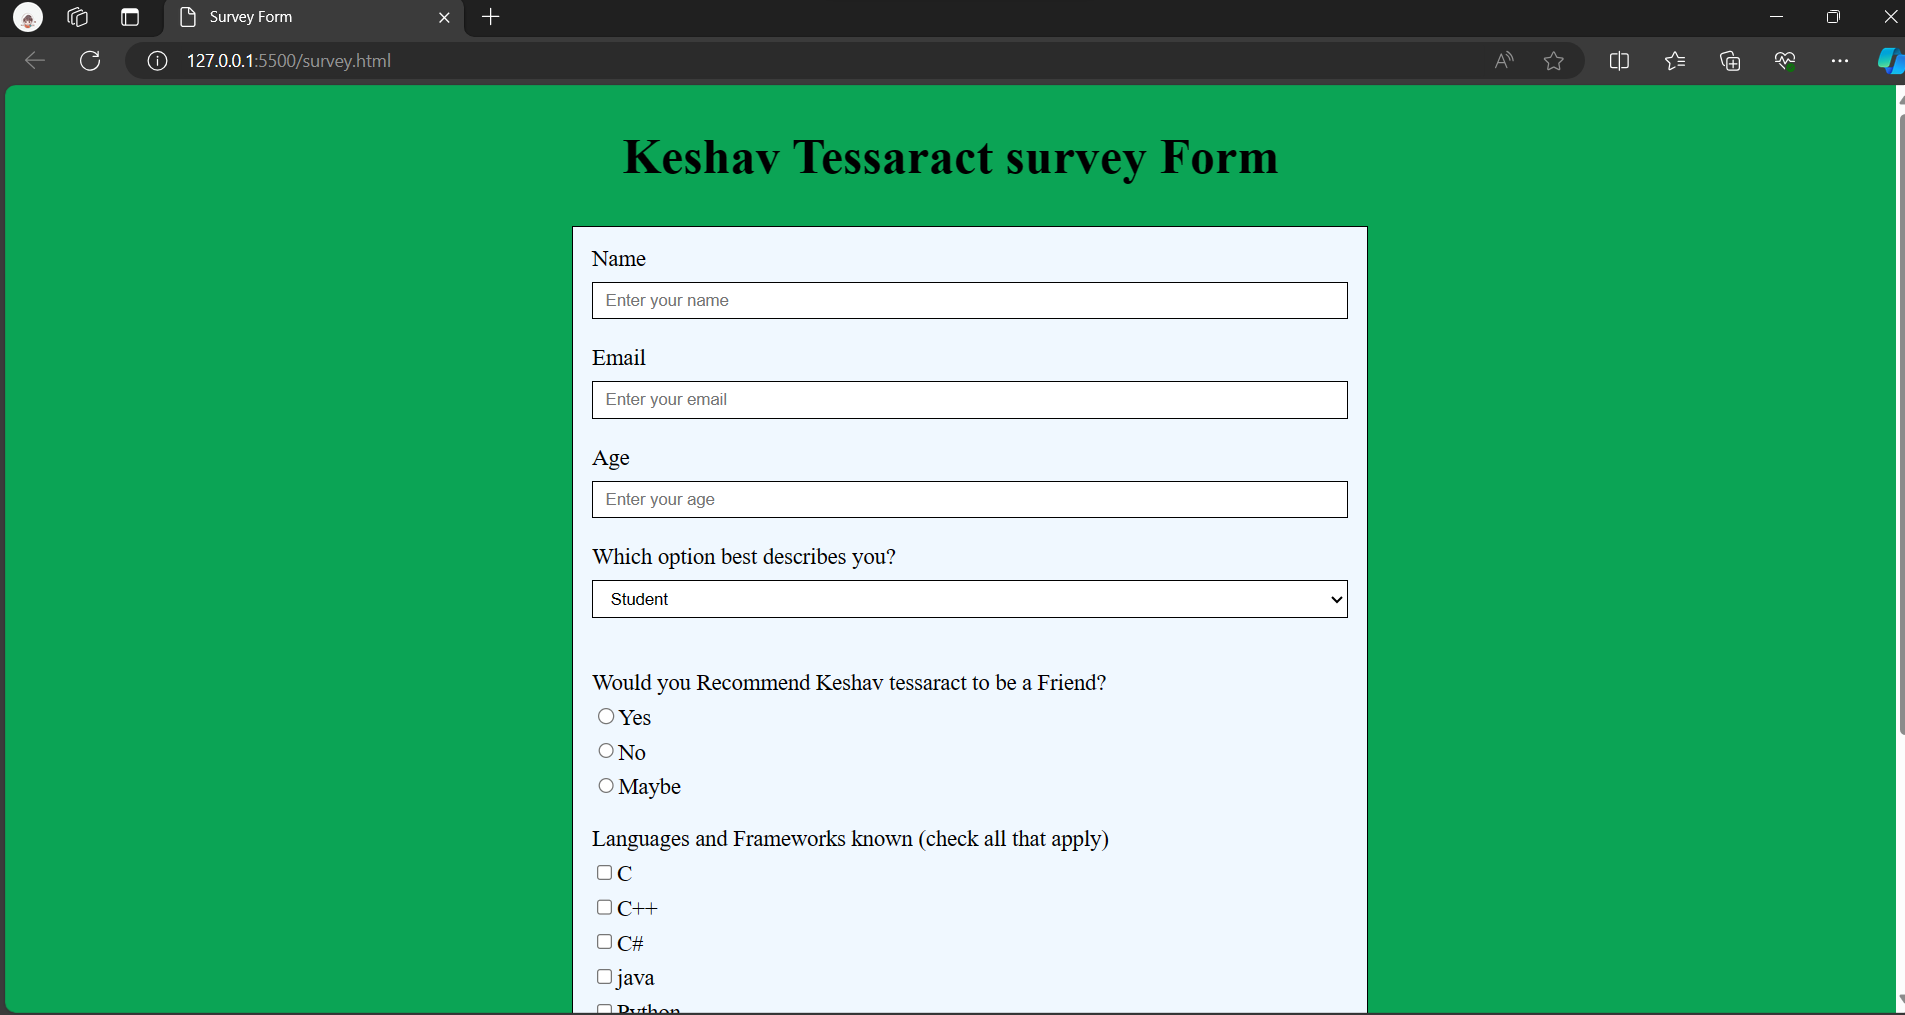 Survey Form
127.0.0.1:5500/survey.html
Keshav Tessaract survey Form
Name
Enter your name
Email
Enter your email
Age
Enter your age
Which option best describes you?
Student
Would you Recommend Keshav tessaract to be a Friend?
Yes
No
Maybe
Languages and Frameworks known (check all that apply)
C
C++
C#
java
Python